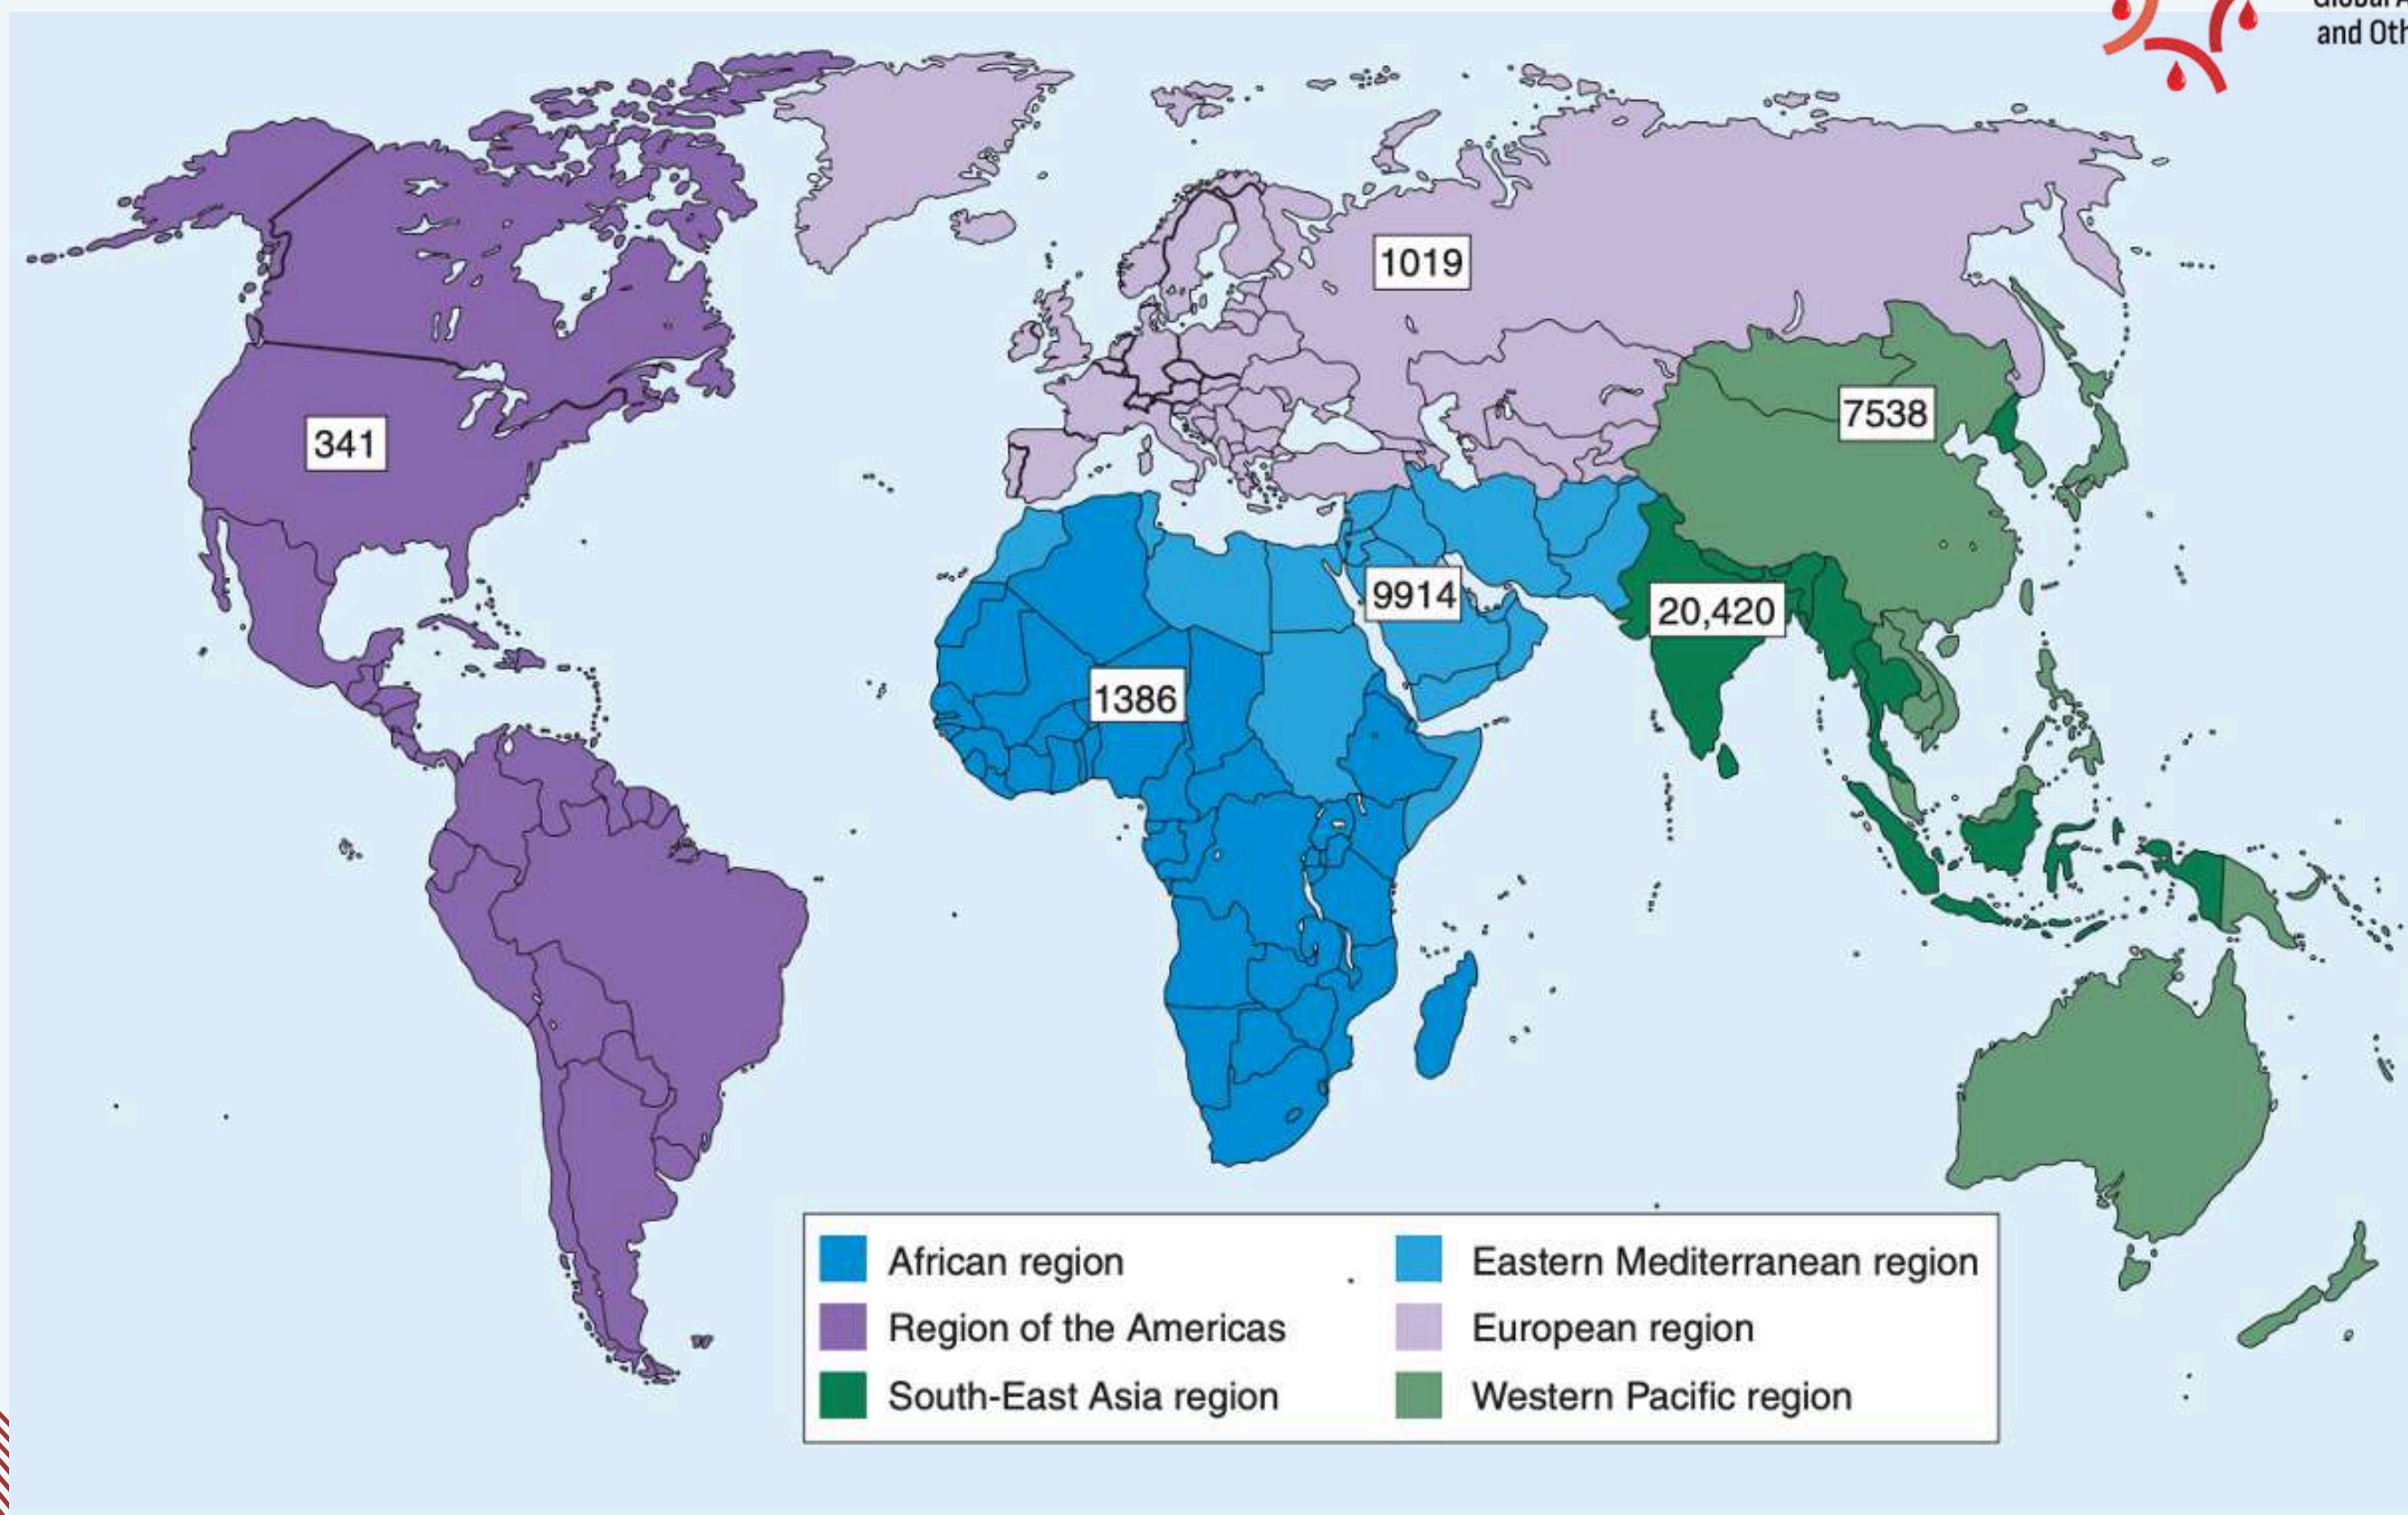 and Oth
1019
341
7538
9914
20,420
1386
African region
Eastern Mediterranean region
Region of the Americas
European region
South-East Asia region
Western Pacific region